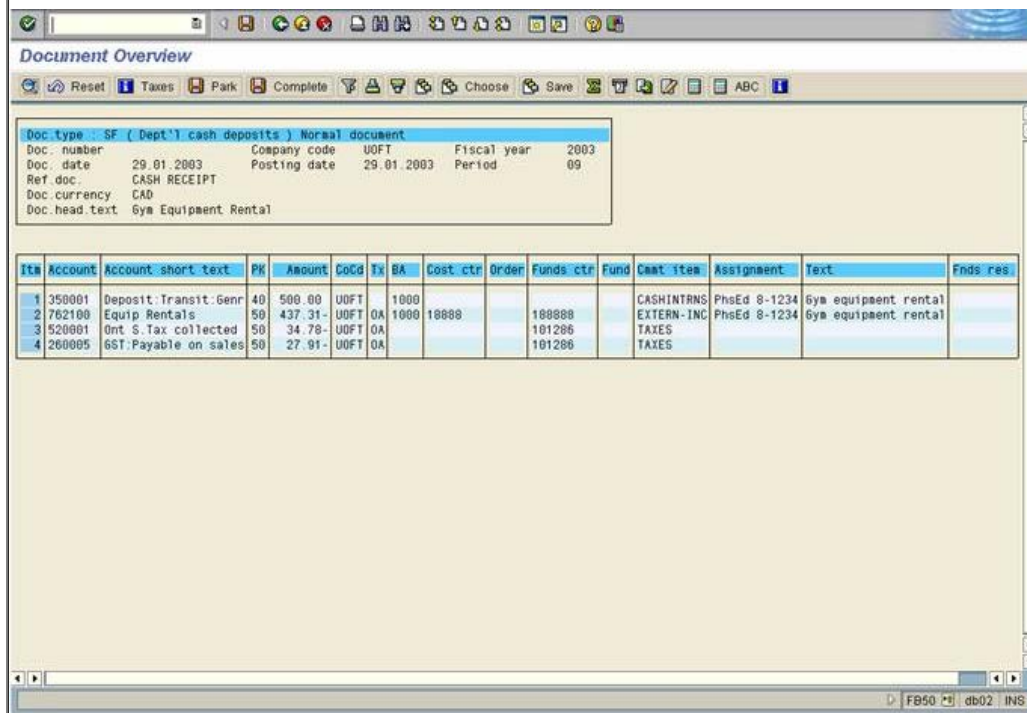 Document Overview
Reset Taxes Park Complete Choose Save ABC
Doc.type : SF ( Dept'l cash deposits ) Normal document
Doc. number Company code UOFT Fiscal year 2003
Doc. date 29.01.2003 Posting date 29.01.2003 Period 09
Ref.doc. CASH RECEIPT
Doc.currency CAD
Doc.head.text Gym Equipment Rental
Itm Account Account short text PK Amount CoCd Tx BA Cost ctr Order Funds ctr Fund Cmmt item Assignment Text Fnds res.
1 350001 Deposit:Transit:Genr 40 500.00 UOFT 1000 CASHINTRNS PhsEd 8-1234 Gym equipment rental
2 762100 Equip Rentals 50 437.31- UOFT OA 1000 18888 188888 EXTERN-INC PhsEd 8-1234 Gym equipment rental
3 520001 Ont S.Tax collected 50 34.78- UOFT OA 101286 TAXES
4 260005 GST:Payable on sales 50 27.91- UOFT OA 101286 TAXES
FB50 db02 INS